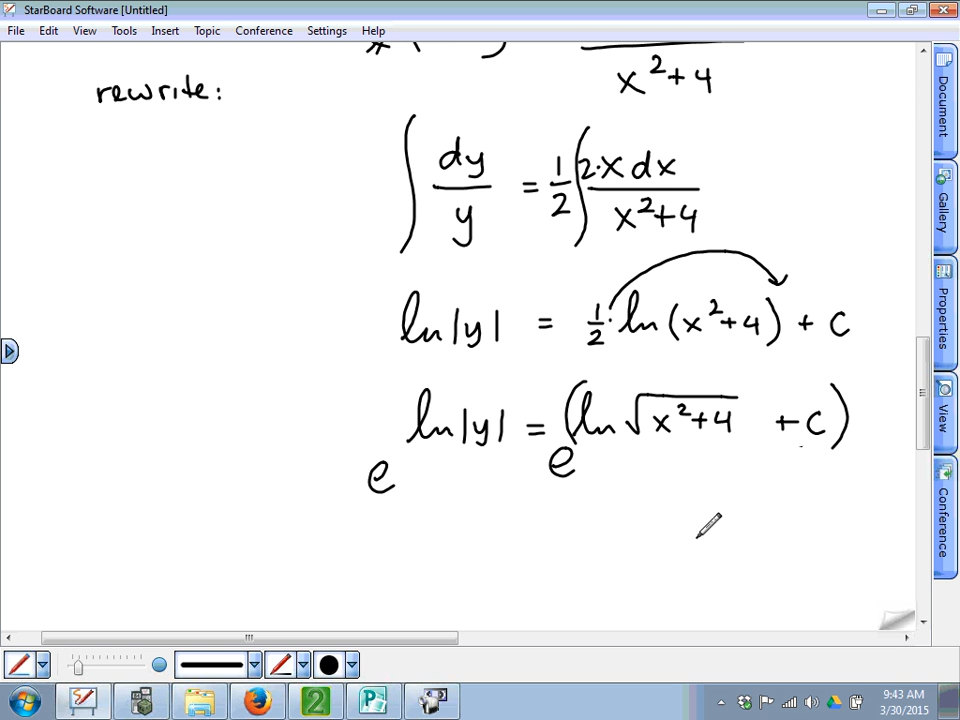 StarBoard Software [Untitled]
File Edit View Tools Insert Topic Conference Settings Help
x²+4
rewrite:
∫ dy/y = 1/2 ∫ 2·x dx/x²+4
ln|y| = 1/2·ln(x²+4) + C
ln|y| = (ln√x²+4 + C)
e e
Document
Gallery
Properties
View
Conference
2
9:43 AM
3/30/2015